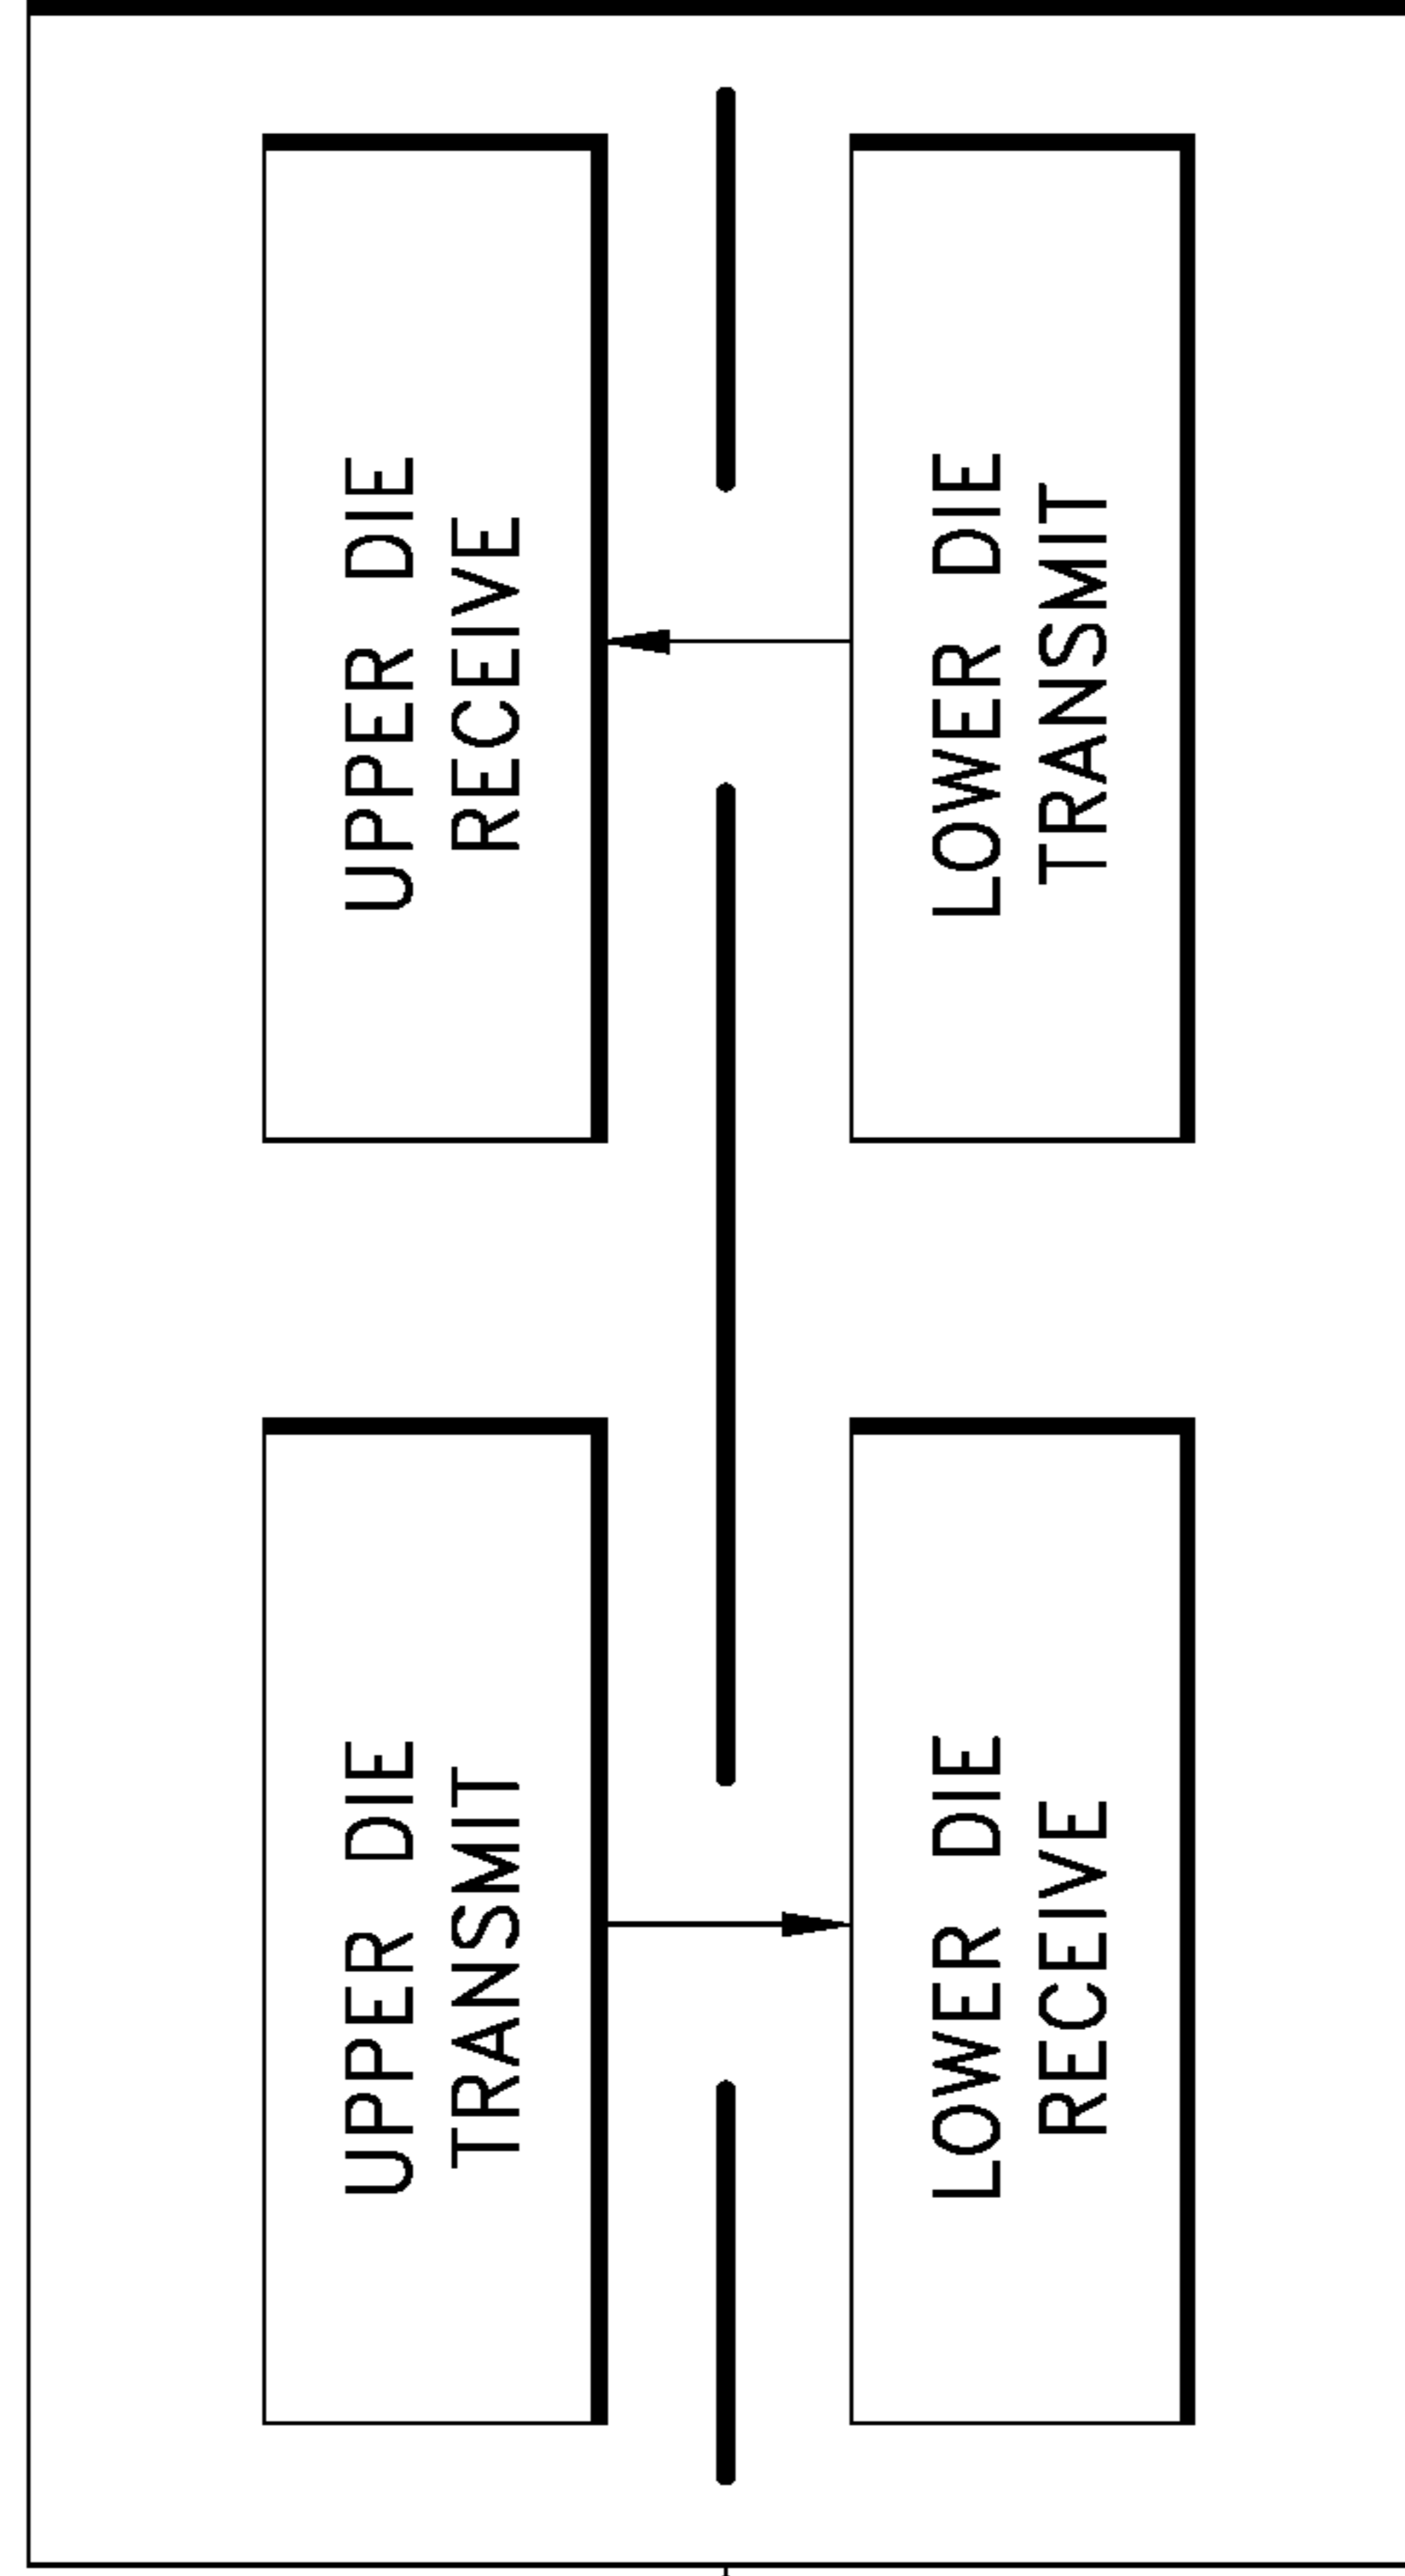 UPPER DIE
TRANSMIT
UPPER DIE
RECEIVE
LOWER DIE
RECEIVE
LOWER DIE
TRANSMIT